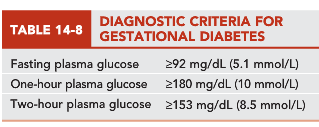 TABLE 14-8
DIAGNOSTIC CRITERIA FOR
GESTATIONAL DIABETES
Fasting plasma glucose ≥92 mg/dL (5.1 mmol/L)
One-hour plasma glucose ≥180 mg/dL (10 mmol/L)
Two-hour plasma glucose ≥153 mg/dL (8.5 mmol/L)